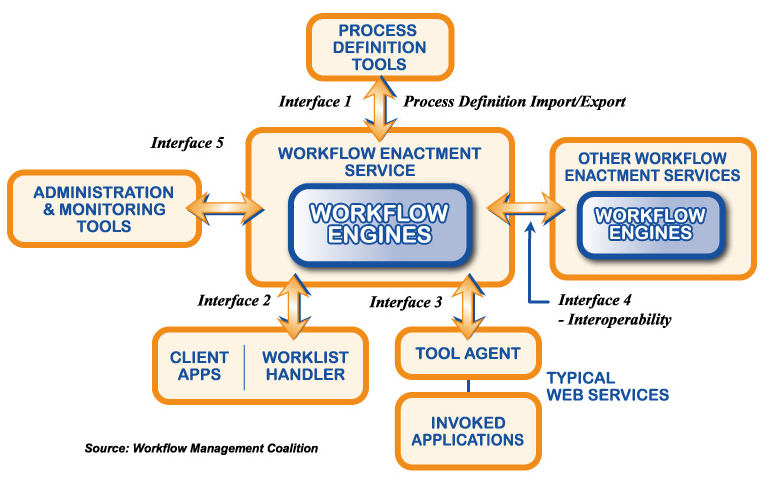 PROCESS
DEFINITION
TOOLS
Interface 1
Process Definition Import/Export
Interface 5
WORKFLOW ENACTMENT
SERVICE
WORKFLOW
ENGINES
OTHER WORKFLOW
ENACTMENT SERVICES
WORKFLOW
ENGINES
ADMINISTRATION
& MONITORING
TOOLS
Interface 2
Interface 3
Interface 4
- Interoperability
CLIENT
APPS
WORKLIST
HANDLER
TOOL AGENT
TYPICAL
WEB SERVICES
INVOKED
APPLICATIONS
Source: Workflow Management Coalition